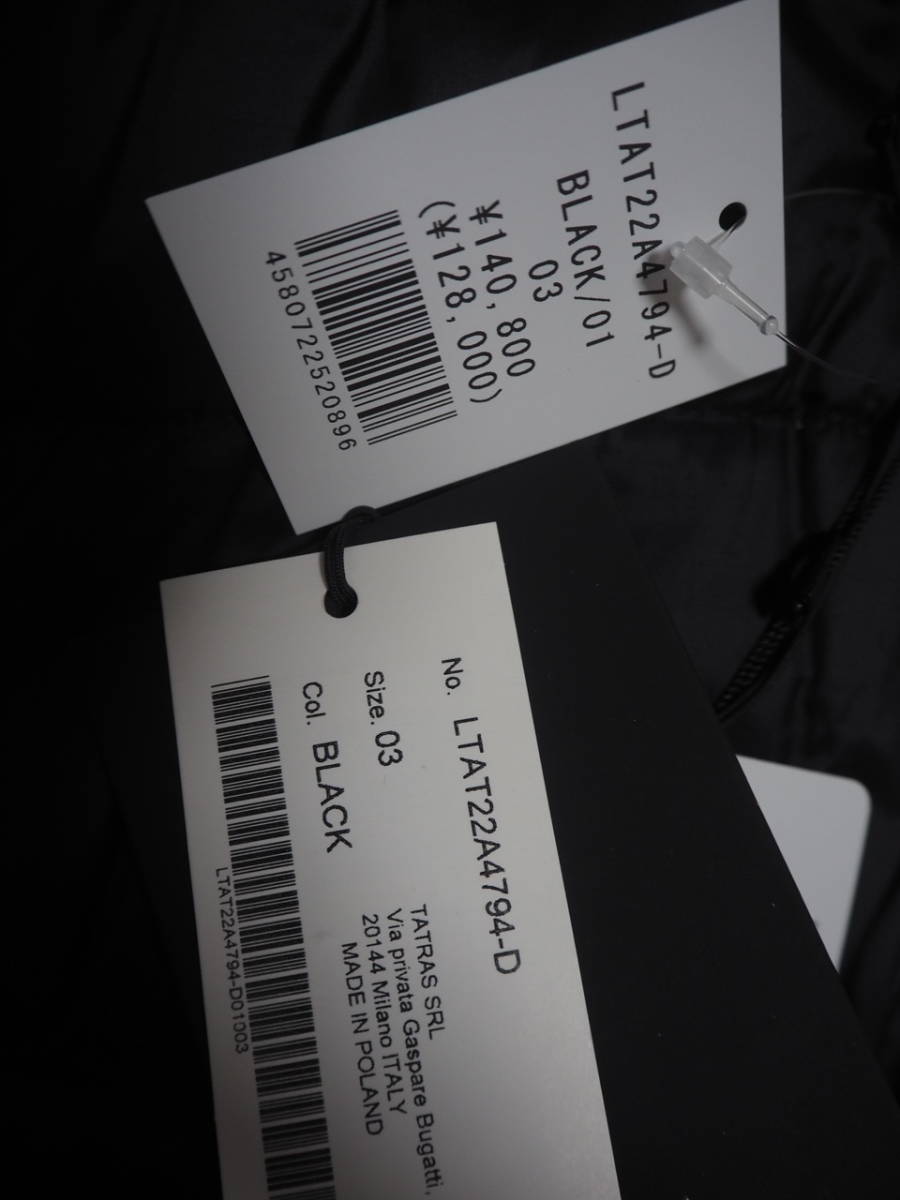 LTAT22A4794-D
BLACK/01
03
¥140,800
(¥128,000)
4580722520896
No. LTAT22A4794-D
Size. 03
Col. BLACK
TATRAS SRL
Via privata Gaspare Bugatti,
20144 Milano ITALY
MADE IN POLAND
LTAT22A4794-D01003